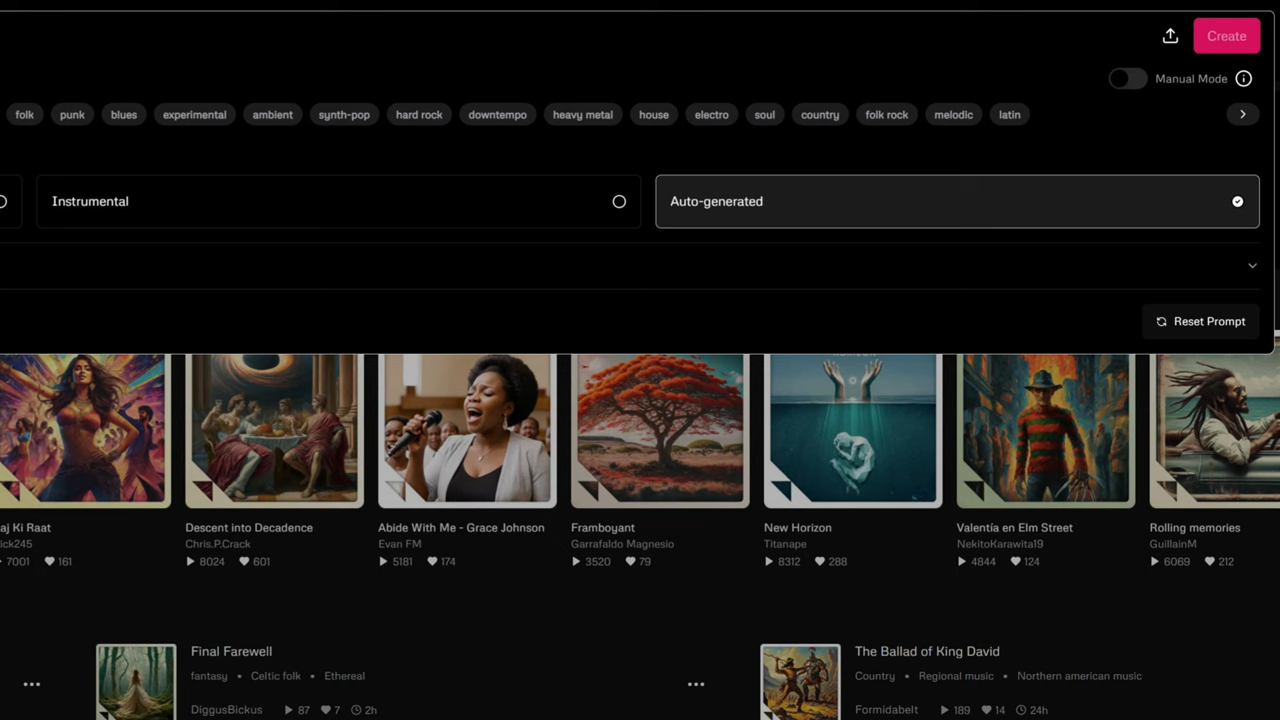 Create
Manual Mode
folk punk blues experimental ambient synth-pop hard rock downtempo heavy metal house electro soul country folk rock melodic latin
Instrumental
Auto-generated
Reset Prompt
aj Ki Raat
ick245
7001 161
Descent into Decadence
Chris.P.Crack
8024 601
Abide With Me - Grace Johnson
Evan FM
5181 174
Framboyant
Garrafaldo Magnesio
3520 79
New Horizon
Titanape
8312 288
Valentía en Elm Street
NekitoKarawita19
4844 124
Rolling memories
GuillainM
6069 212
Final Farewell
fantasy • Celtic folk • Ethereal
DiggusBickus 87 7 2h
The Ballad of King David
Country • Regional music • Northern american music
Formidabelt 189 14 24h